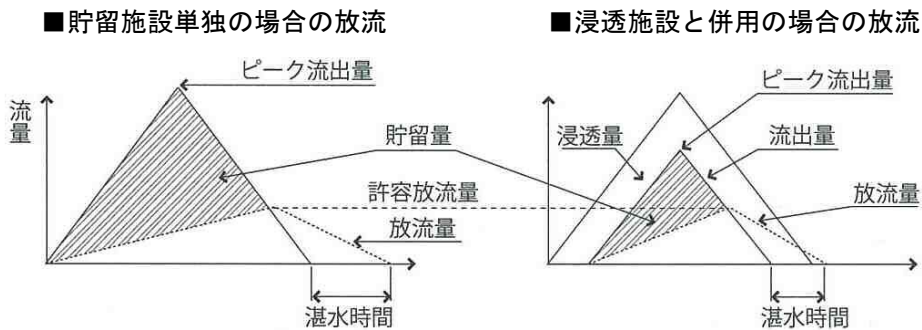 ■貯留施設単独の場合の放流
■浸透施設と併用の場合の放流
ピーク流出量
流量
貯留量
許容放流量
放流量
湛水時間
ピーク流出量
浸透量
流出量
放流量
湛水時間